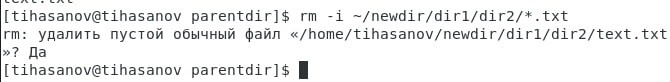 text.txt
[tihasanov@tihasanov parentdir]$ rm -i ~/newdir/dir1/dir2/*.txt
rm: удалить пустой обычный файл «/home/tihasanov/newdir/dir1/dir2/text.txt
»? Да
[tihasanov@tihasanov parentdir]$